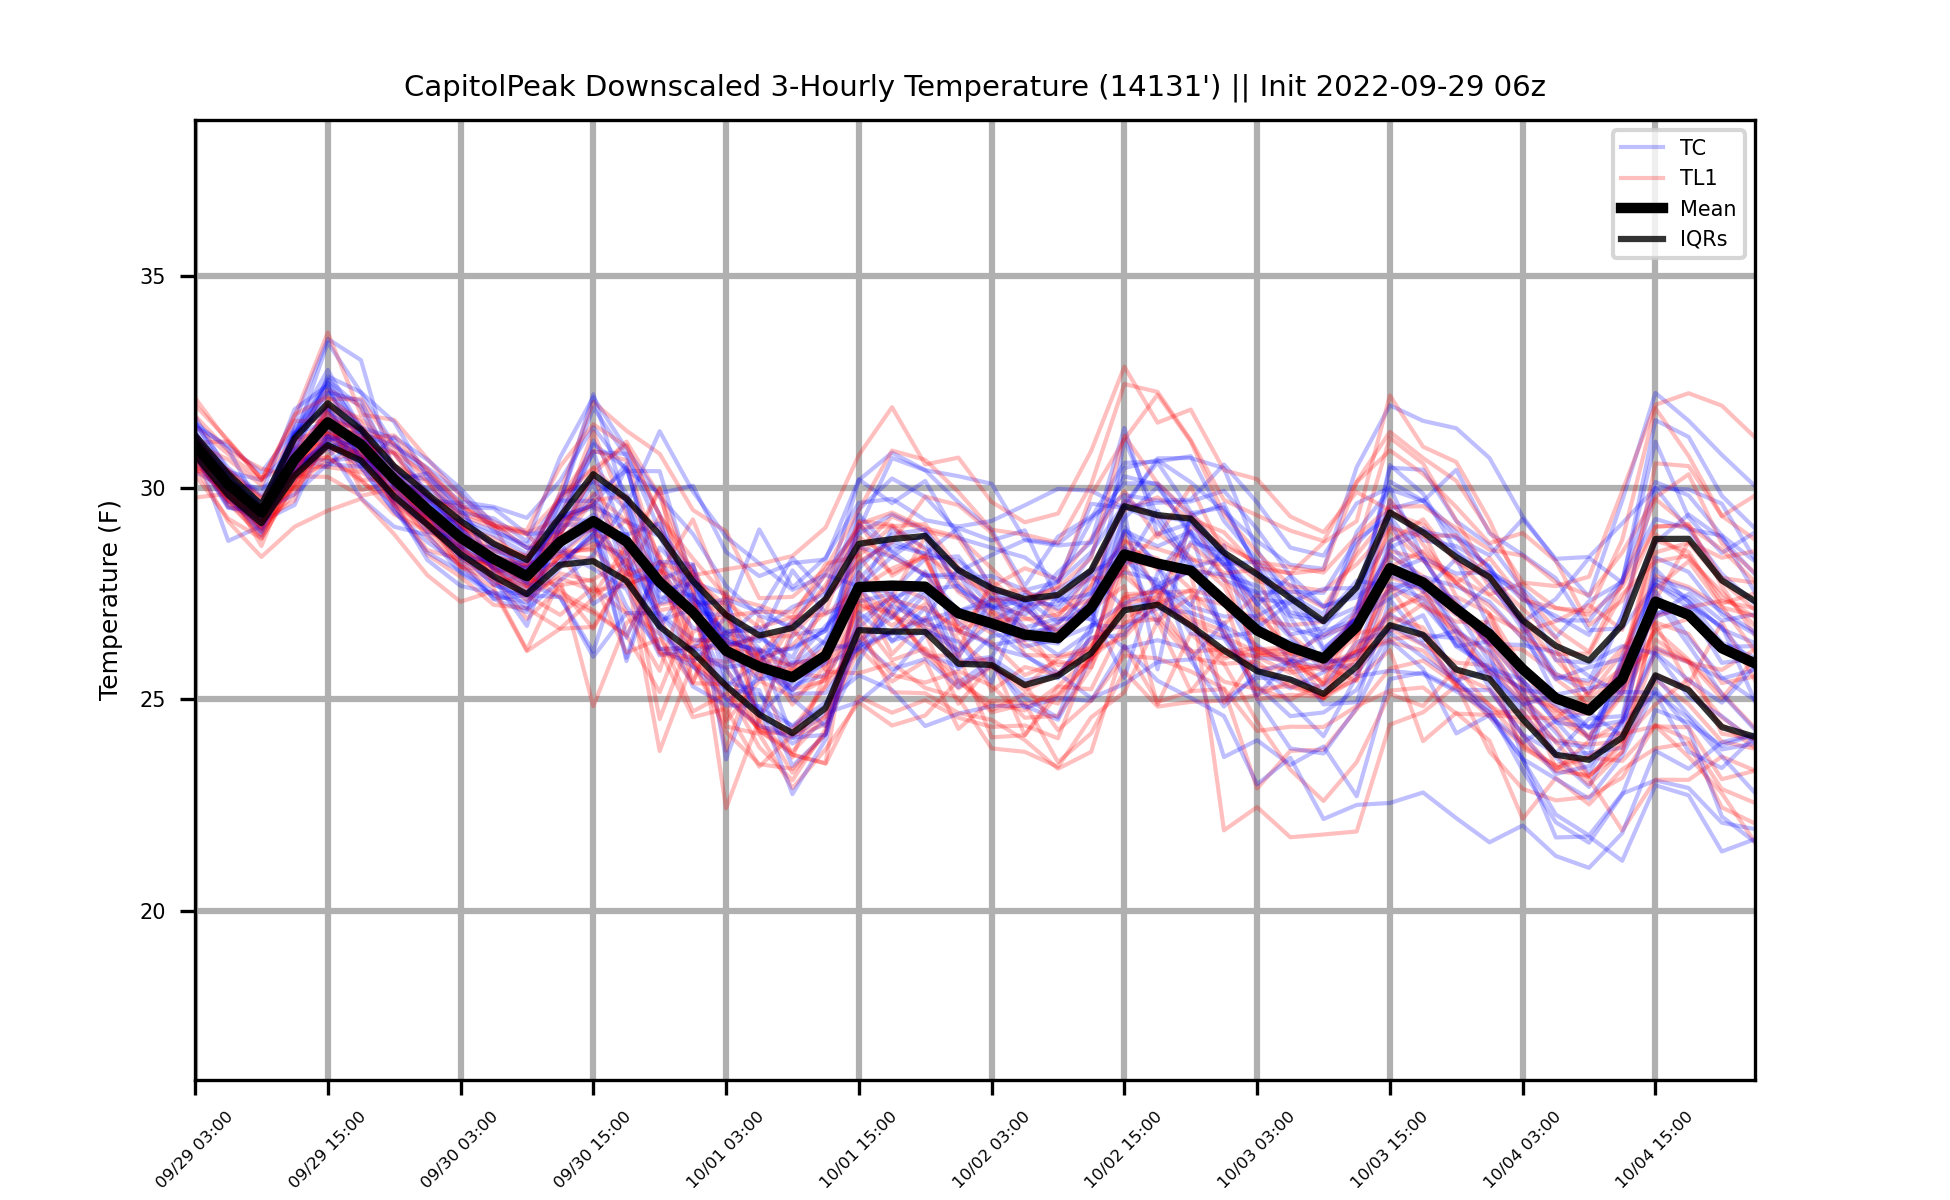 CapitolPeak Downscaled 3-Hourly Temperature (14131') || Init 2022-09-29 06z
TC
TL1
Mean
IQRs
Temperature (F)
35
30
25
20
09/29 03:00
09/29 15:00
09/30 03:00
09/30 15:00
10/01 03:00
10/01 15:00
10/02 03:00
10/02 15:00
10/03 03:00
10/03 15:00
10/04 03:00
10/04 15:00